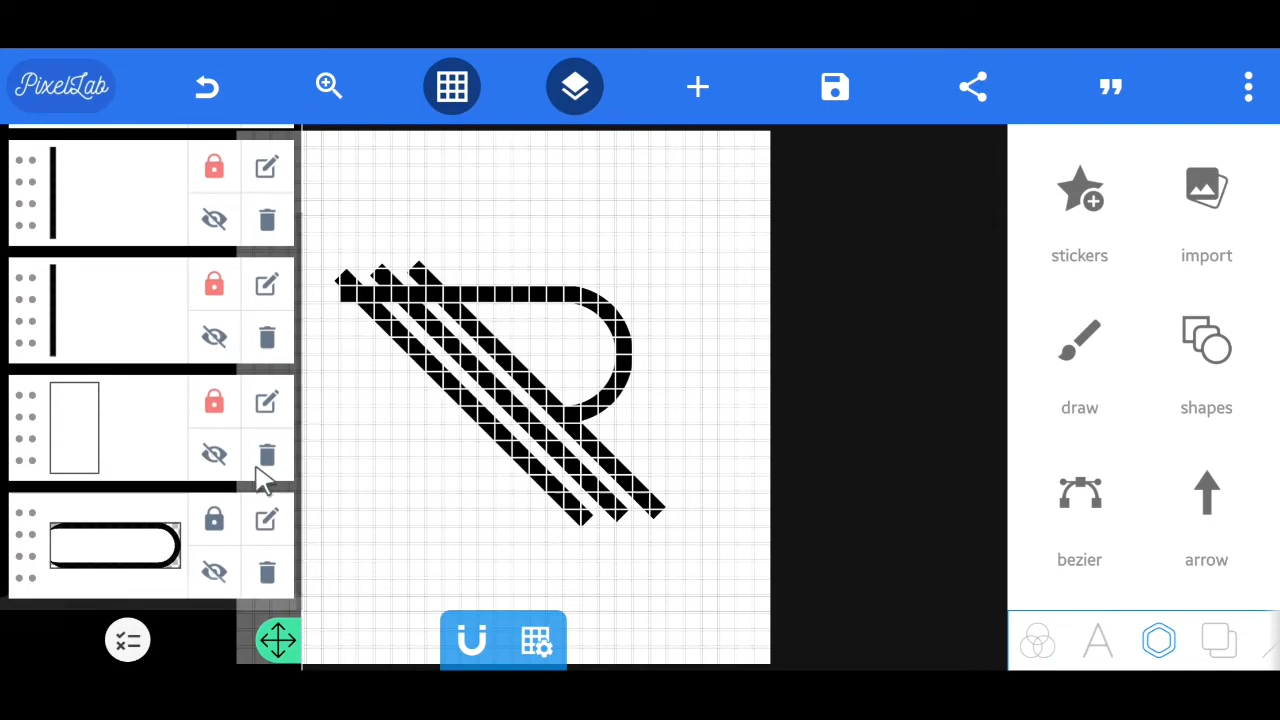 PixelLab
stickers
import
draw
shapes
bezier
arrow